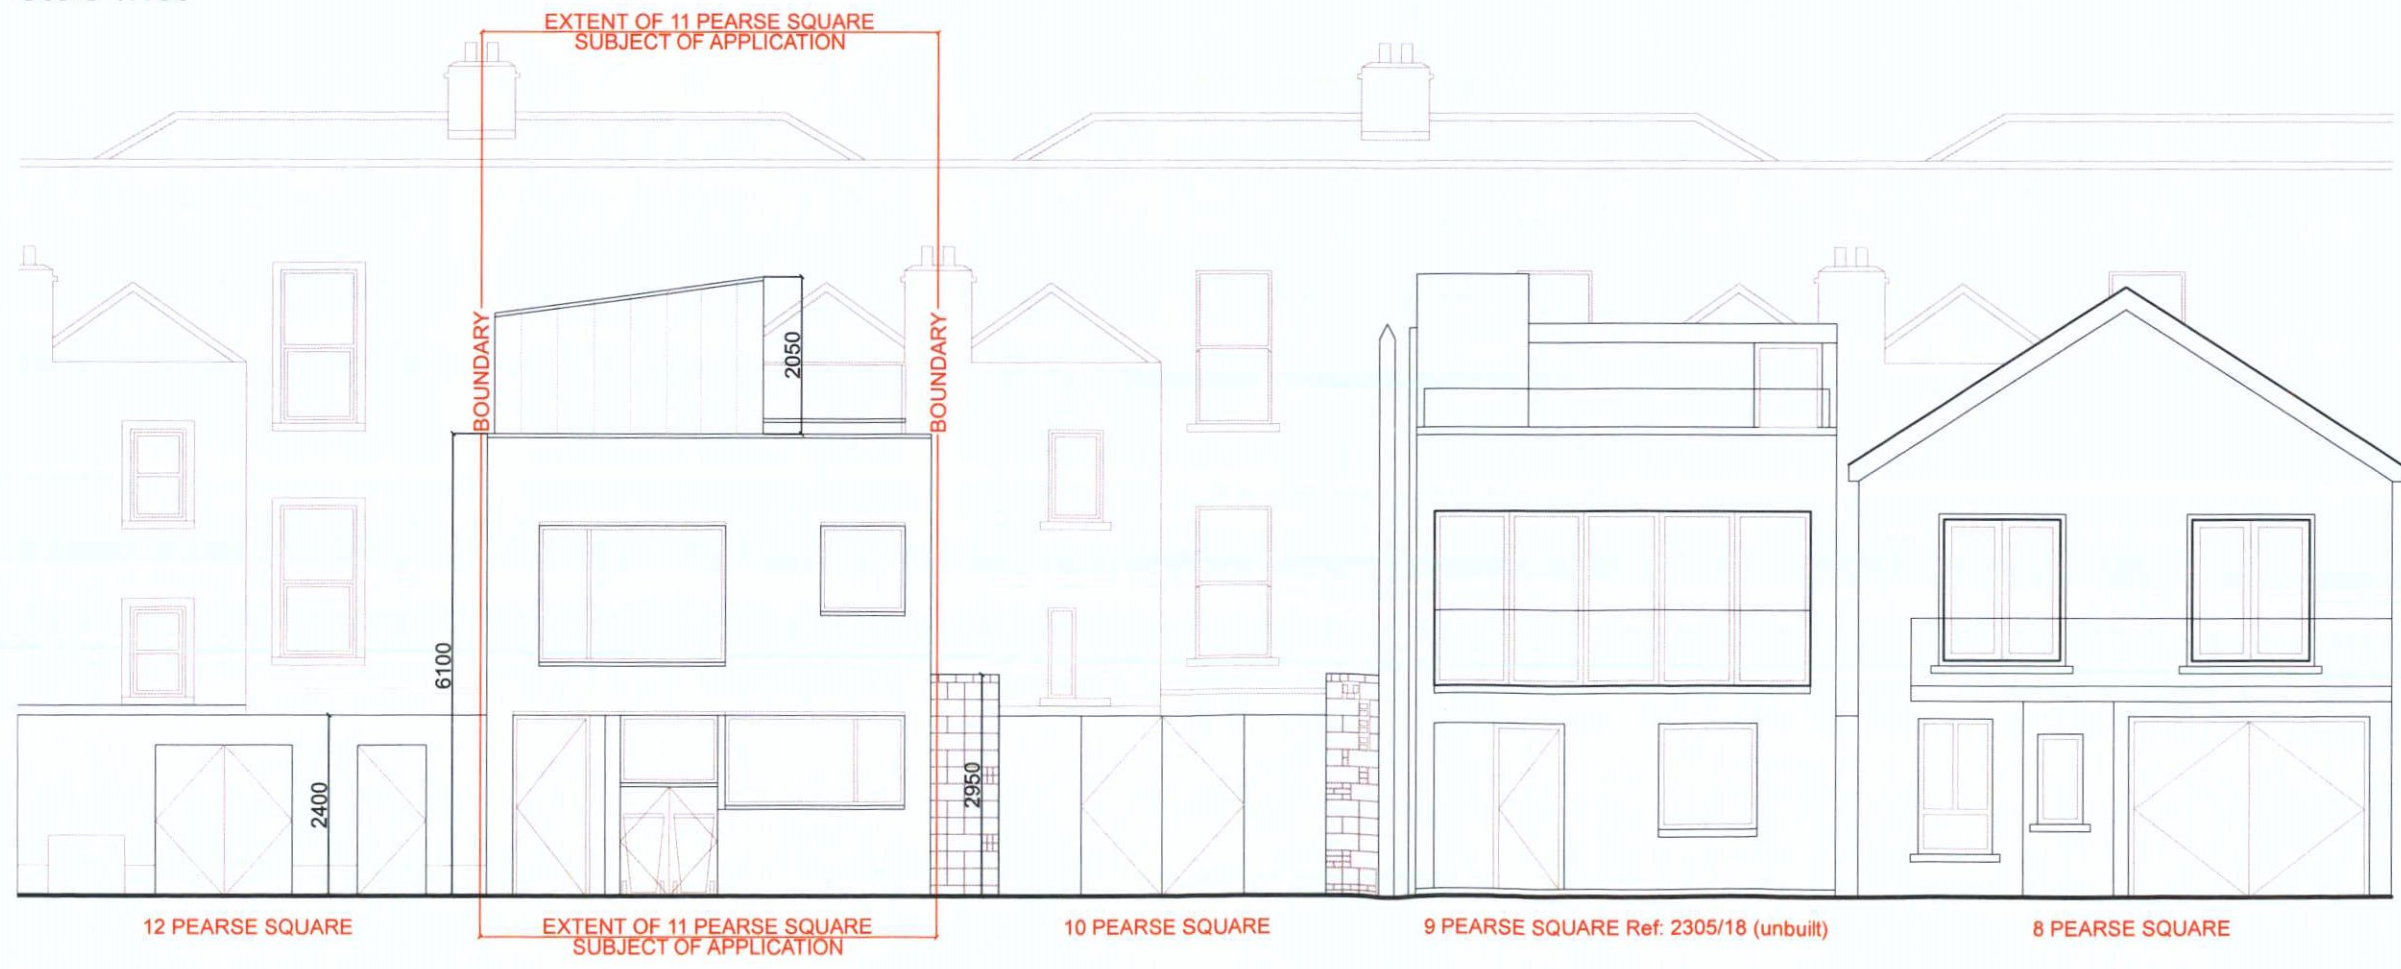 EXTENT OF 11 PEARSE SQUARE
SUBJECT OF APPLICATION
BOUNDARY
2050
BOUNDARY
6100
2400
2950
12 PEARSE SQUARE
EXTENT OF 11 PEARSE SQUARE
SUBJECT OF APPLICATION
10 PEARSE SQUARE
9 PEARSE SQUARE Ref: 2305/18 (unbuilt)
8 PEARSE SQUARE